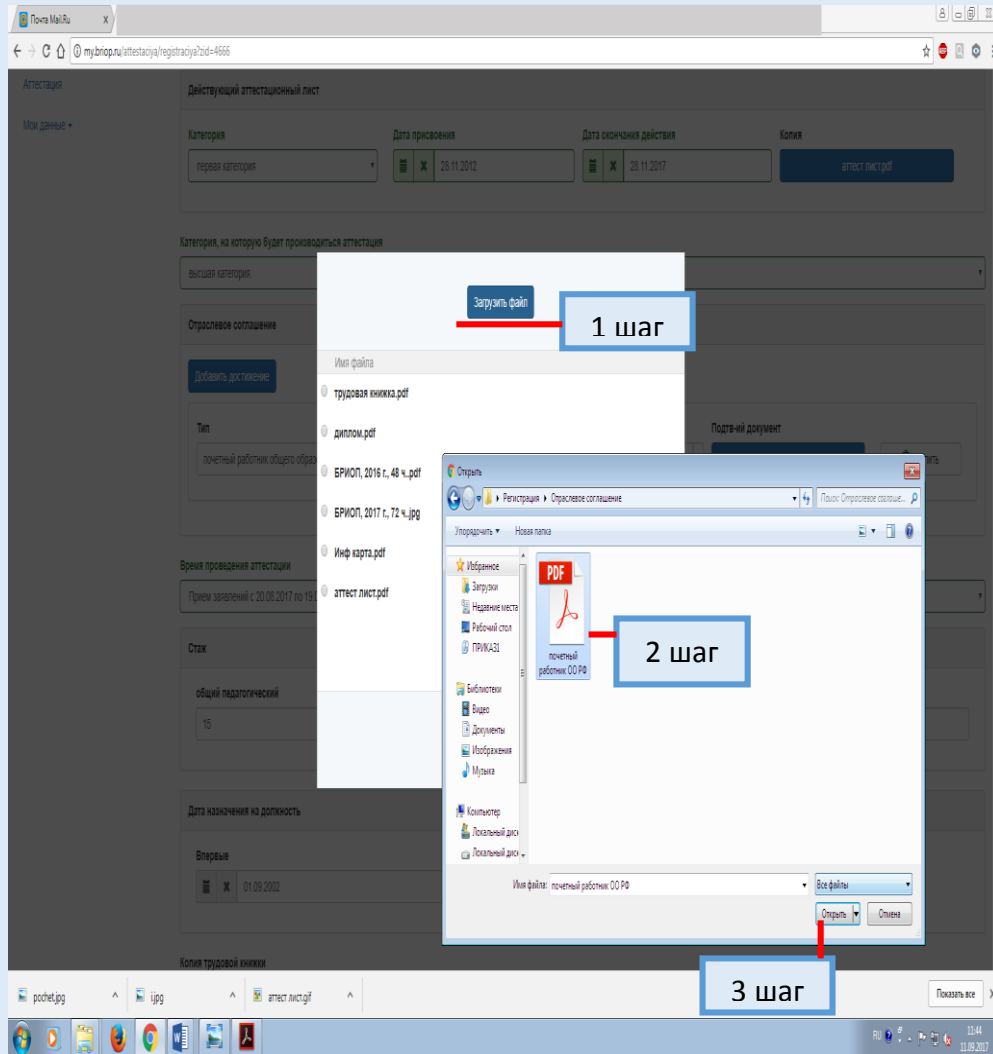 Почта Mail.Ru
my.briop.ru/attestaciya/registraciya?zid=4666
Аттестация
Мои данные
Действующий аттестационный лист
Категория Дата присвоения Дата окончания действия Копия
первая категория 28.11.2012 28.11.2017 аттест лист.pdf
Категория, на которую будет производиться аттестация
высшая категория
Загрузить файл
1 шаг
Отраслевое соглашение
Имя файла
Добавить достижение
трудовая книжка.pdf
Тип
диплом.pdf
Подтв-ий документ
почетный работник общего образ
БРИОП, 2016 г., 48 ч..pdf
БРИОП, 2017 г., 72 ч..jpg
Инф карта.pdf
аттест лист.pdf
Открыть
Регистрация Отраслевое соглашение Поиск: Отраслевое соглаше...
Упорядочить Новая папка
Избранное
Загрузки
Недавние места
Рабочий стол
ПРИКАЗ1
Библиотеки
Видео
Документы
Изображения
Музыка
Компьютер
Локальный диск
Локальный диск
PDF
почетный
работник ОО РФ
2 шаг
Имя файла: почетный работник ОО РФ Все файлы
Открыть Отмена
3 шаг
Время проведения аттестации
Прием заявлений с 20.08.2017 по 19.0
Стаж
общий педагогический
15
Дата назначения на должность
Впервые
01.09.2002
Копия трудовой книжки
pochet.jpg i.jpg аттест лист.gif Показать все
RU 11:44
11.09.2017